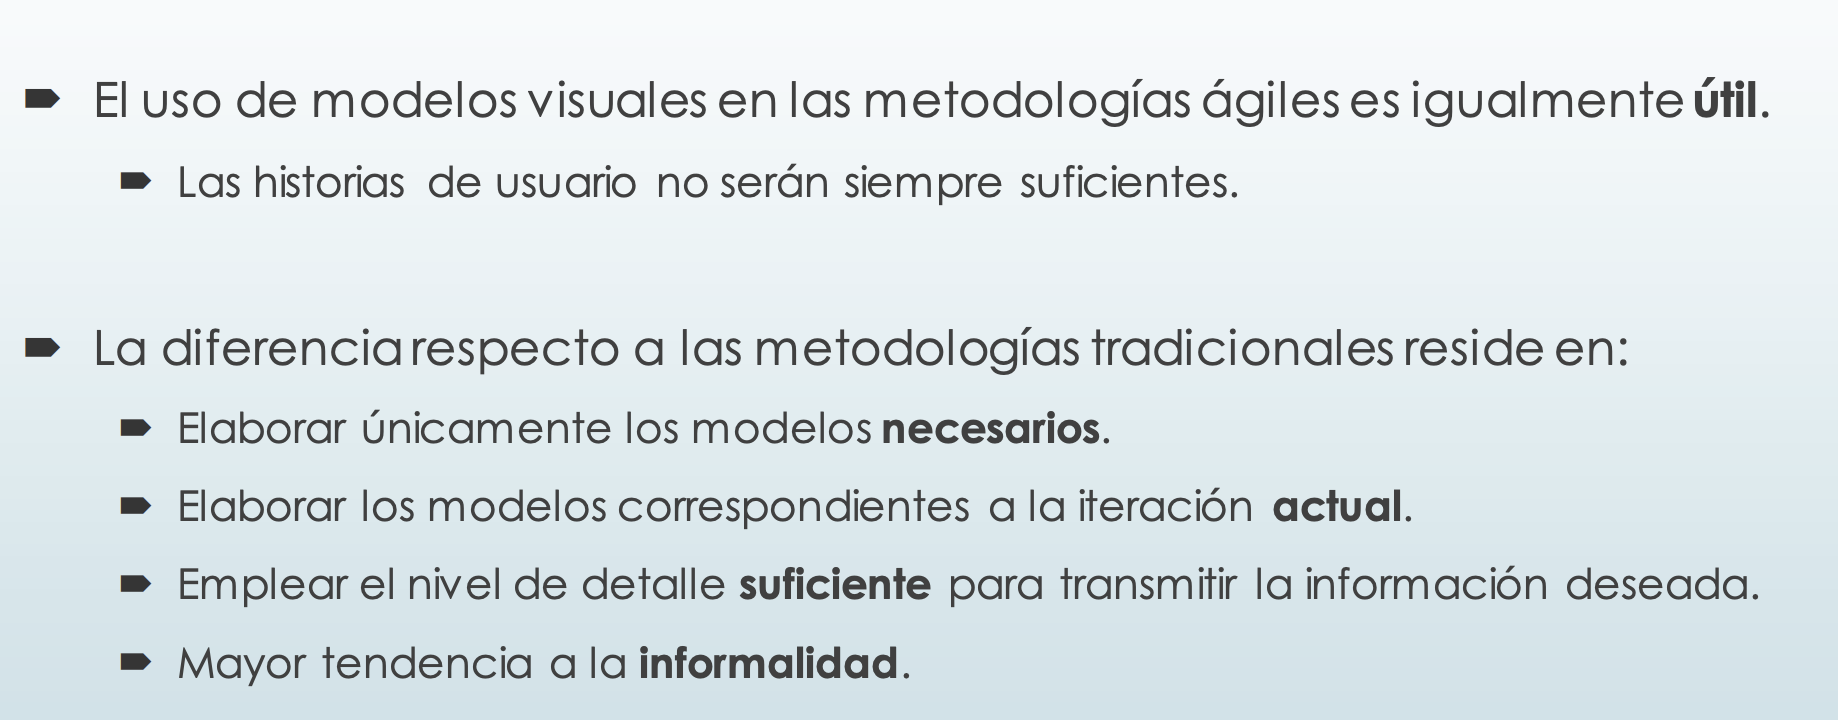 El uso de modelos visuales en las metodologías ágiles es igualmente útil.
Las historias de usuario no serán siempre suficientes.
La diferencia respecto a las metodologías tradicionales reside en:
Elaborar únicamente los modelos necesarios.
Elaborar los modelos correspondientes a la iteración actual.
Emplear el nivel de detalle suficiente para transmitir la información deseada.
Mayor tendencia a la informalidad.